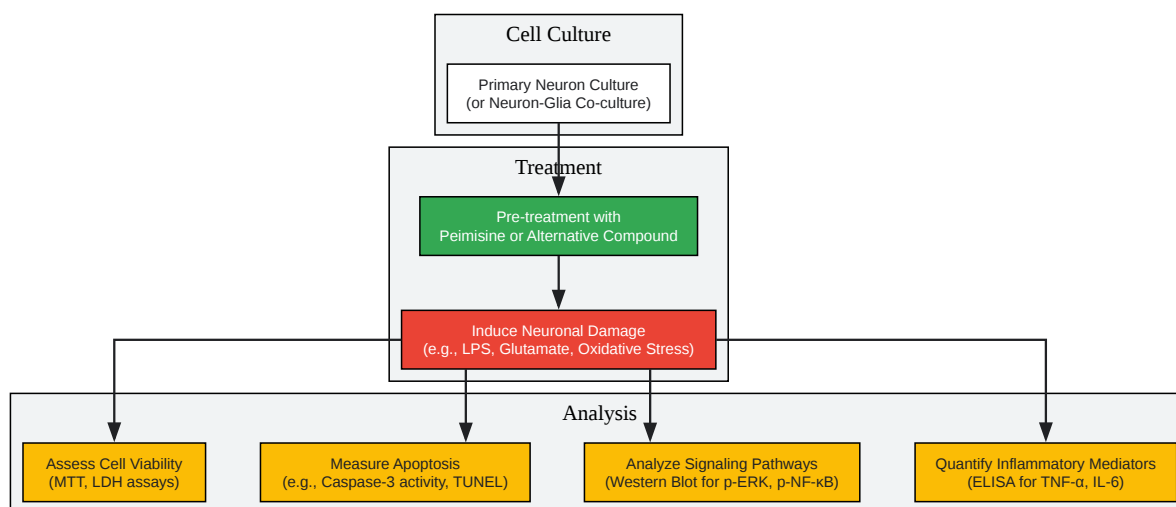 Cell Culture
Primary Neuron Culture
(or Neuron-Glia Co-culture)
Treatment
Pre-treatment with
Peimisine or Alternative Compound
Induce Neuronal Damage
(e.g., LPS, Glutamate, Oxidative Stress)
Analysis
Assess Cell Viability
(MTT, LDH assays)
Measure Apoptosis
(e.g., Caspase-3 activity, TUNEL)
Analyze Signaling Pathways
(Western Blot for p-ERK, p-NF-κB)
Quantify Inflammatory Mediators
(ELISA for TNF-α, IL-6)